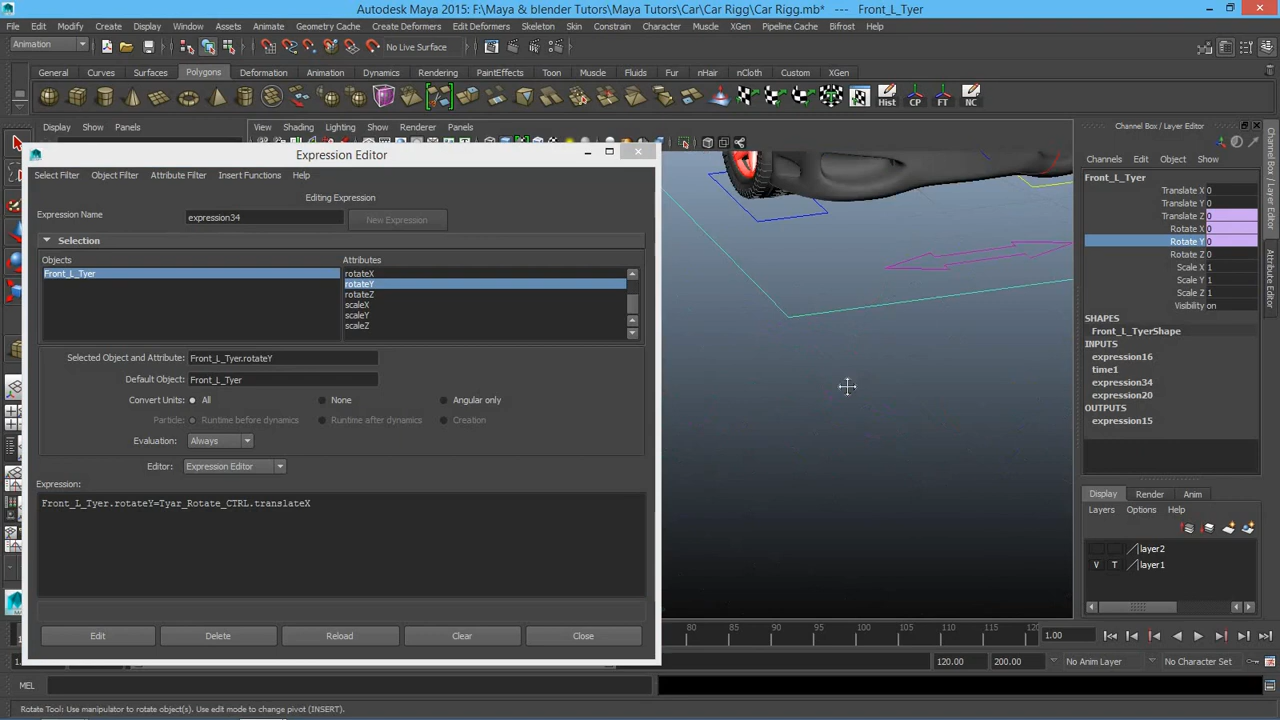 Autodesk Maya 2015: F:\Maya & blender Tutors\Maya Tutors\Car\Car Rigg\Car Rigg.mb* --- Front_L_Tyer
File Edit Modify Create Display Window Assets Animate Geometry Cache Create Deformers Edit Deformers Skeleton Skin Constrain Character Muscle XGen Pipeline Cache Bifrost Help
Animation No Live Surface
General Curves Surfaces Polygons Deformation Animation Dynamics Rendering PaintEffects Toon Muscle Fluids Fur nHair nCloth Custom XGen
Hist CP FT NC
Display Show Panels View Shading Lighting Show Renderer Panels
Channel Box / Layer Editor
Expression Editor
Select Filter Object Filter Attribute Filter Insert Functions Help
Editing Expression
Expression Name expression34 New Expression
Selection
Objects Attributes
Front_L_Tyer
rotateX
rotateY
rotateZ
scaleX
scaleY
scaleZ
Selected Object and Attribute: Front_L_Tyer.rotateY
Default Object: Front_L_Tyer
Convert Units: All None Angular only
Particle: Runtime before dynamics Runtime after dynamics Creation
Evaluation: Always
Editor: Expression Editor
Expression:
Front_L_Tyer.rotateY=Tyar_Rotate_CTRL.translateX
Edit Delete Reload Clear Close
Channels Edit Object Show
Front_L_Tyer
Translate X 0
Translate Y 0
Translate Z 0
Rotate X 0
Rotate Y 0
Rotate Z 0
Scale X 1
Scale Y 1
Scale Z 1
Visibility on
SHAPES
Front_L_TyerShape
INPUTS
expression16
time1
expression34
expression20
OUTPUTS
expression15
Channel Box / Layer Editor
Attribute Editor
Display Render Anim
Layers Options Help
layer2
V T layer1
80 85 90 95 100 105 110 115 120
1.00
120.00 200.00 No Anim Layer No Character Set
MEL
Rotate Tool: Use manipulator to rotate object(s). Use edit mode to change pivot (INSERT).